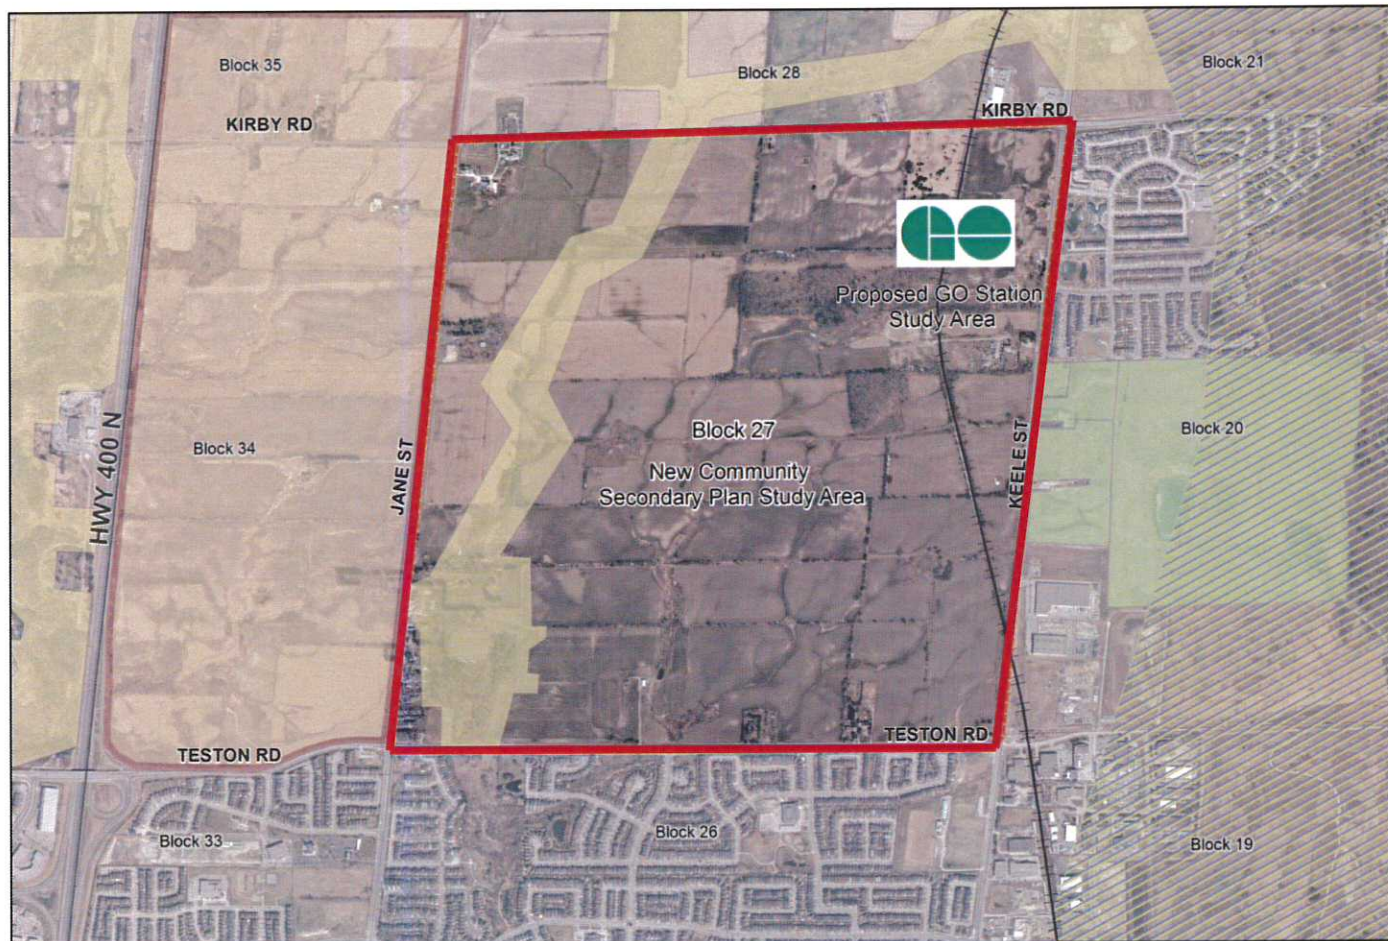 Block 35
Block 28
Block 21
KIRBY RD
KIRBY RD
GO
Proposed GO Station
Study Area
HWY 400 N
Block 34
JANE ST
Block 27
New Community
Secondary Plan Study Area
KEELE ST
Block 20
TESTON RD
TESTON RD
Block 33
Block 26
Block 19